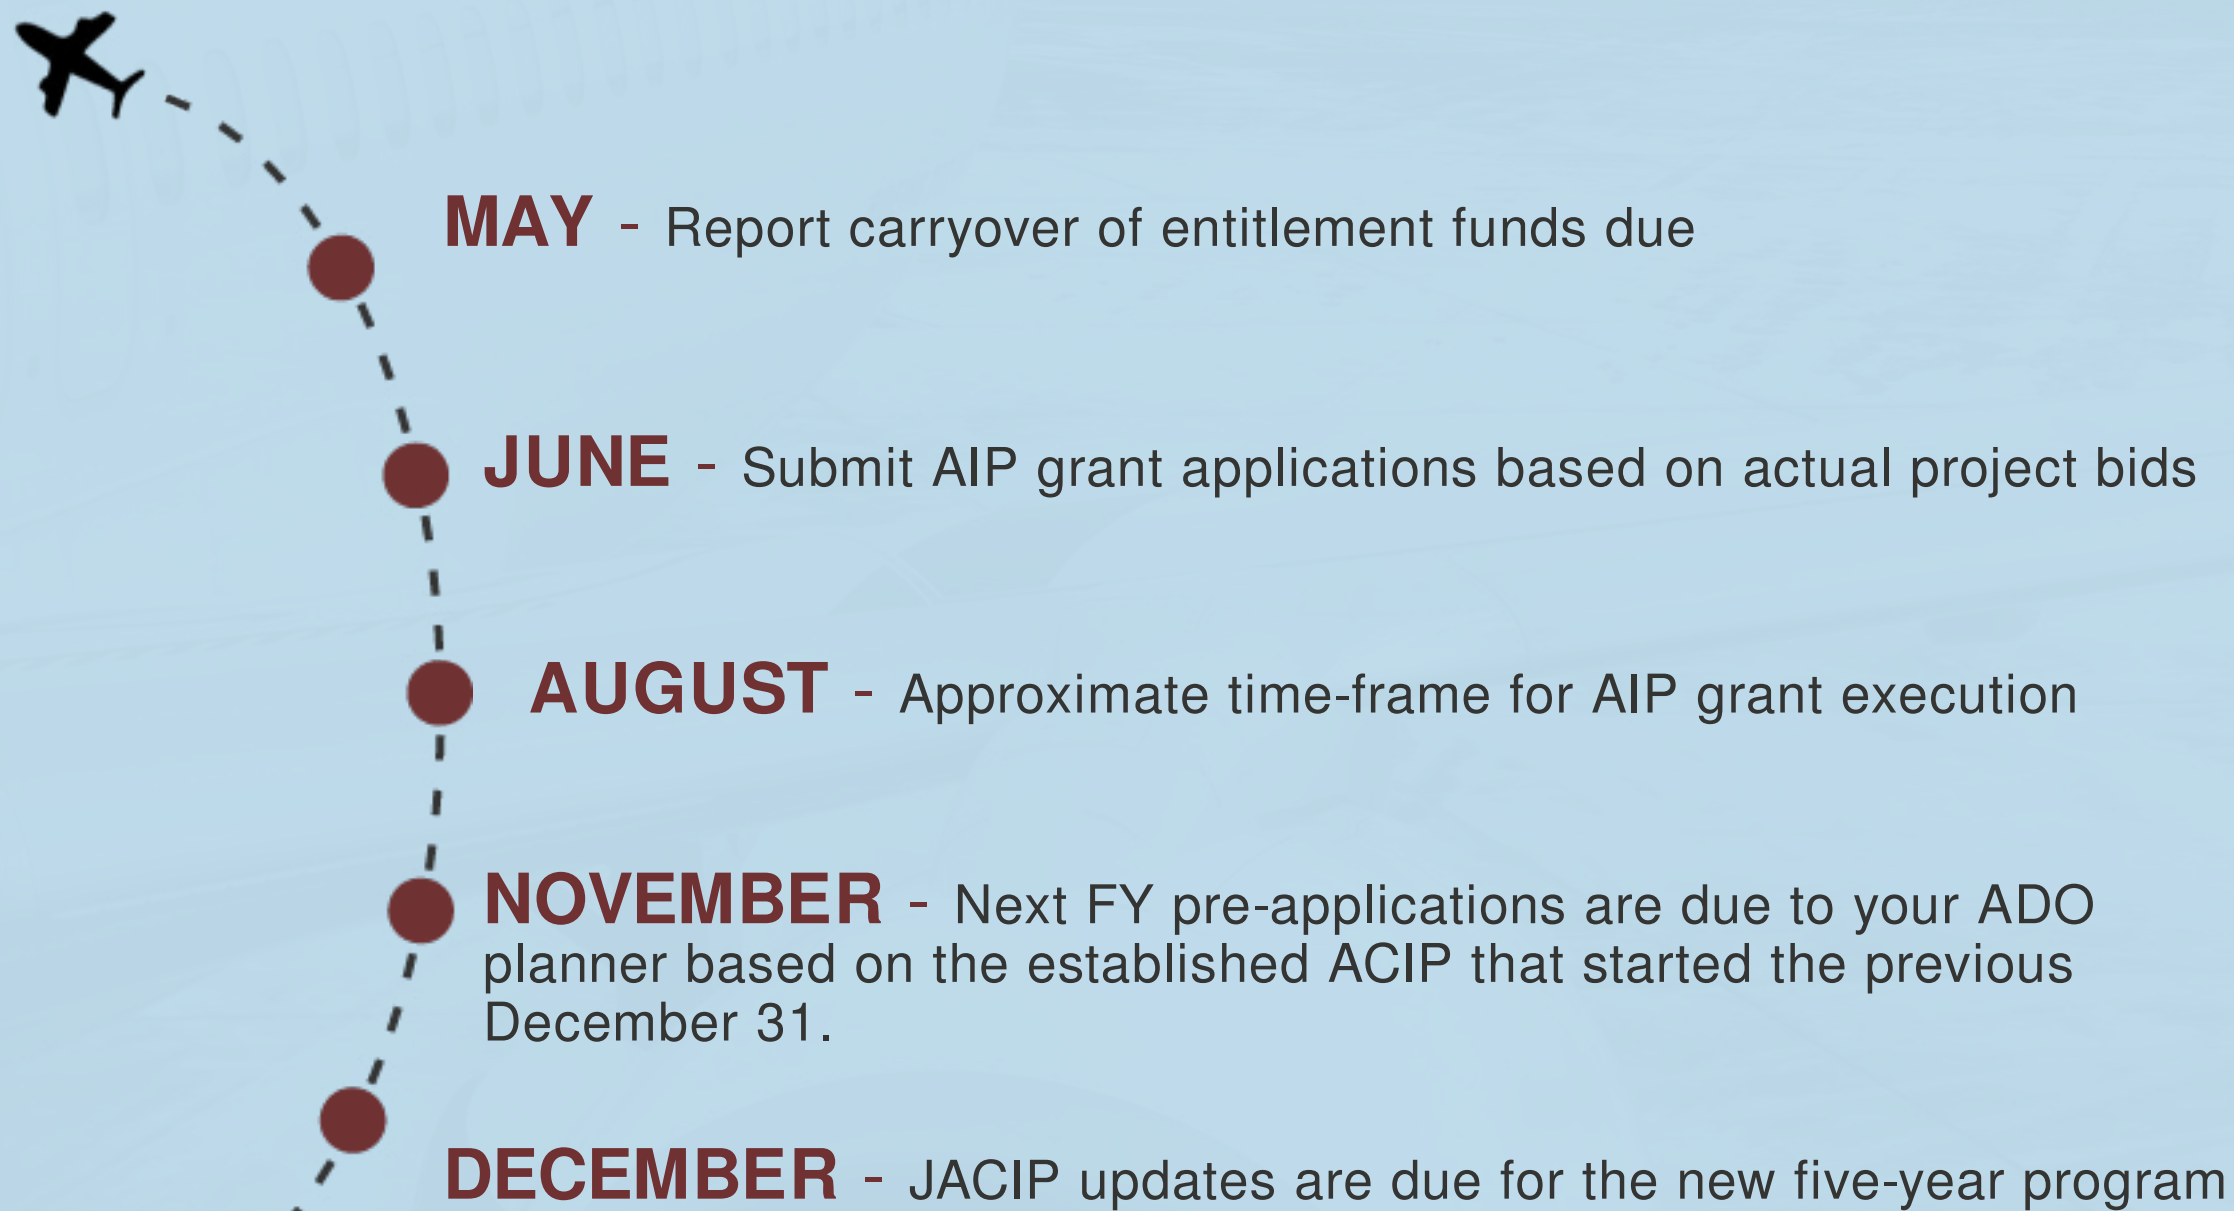 MAY - Report carryover of entitlement funds due
JUNE - Submit AIP grant applications based on actual project bids
AUGUST - Approximate time-frame for AIP grant execution
NOVEMBER - Next FY pre-applications are due to your ADO
planner based on the established ACIP that started the previous
December 31.
DECEMBER - JACIP updates are due for the new five-year program